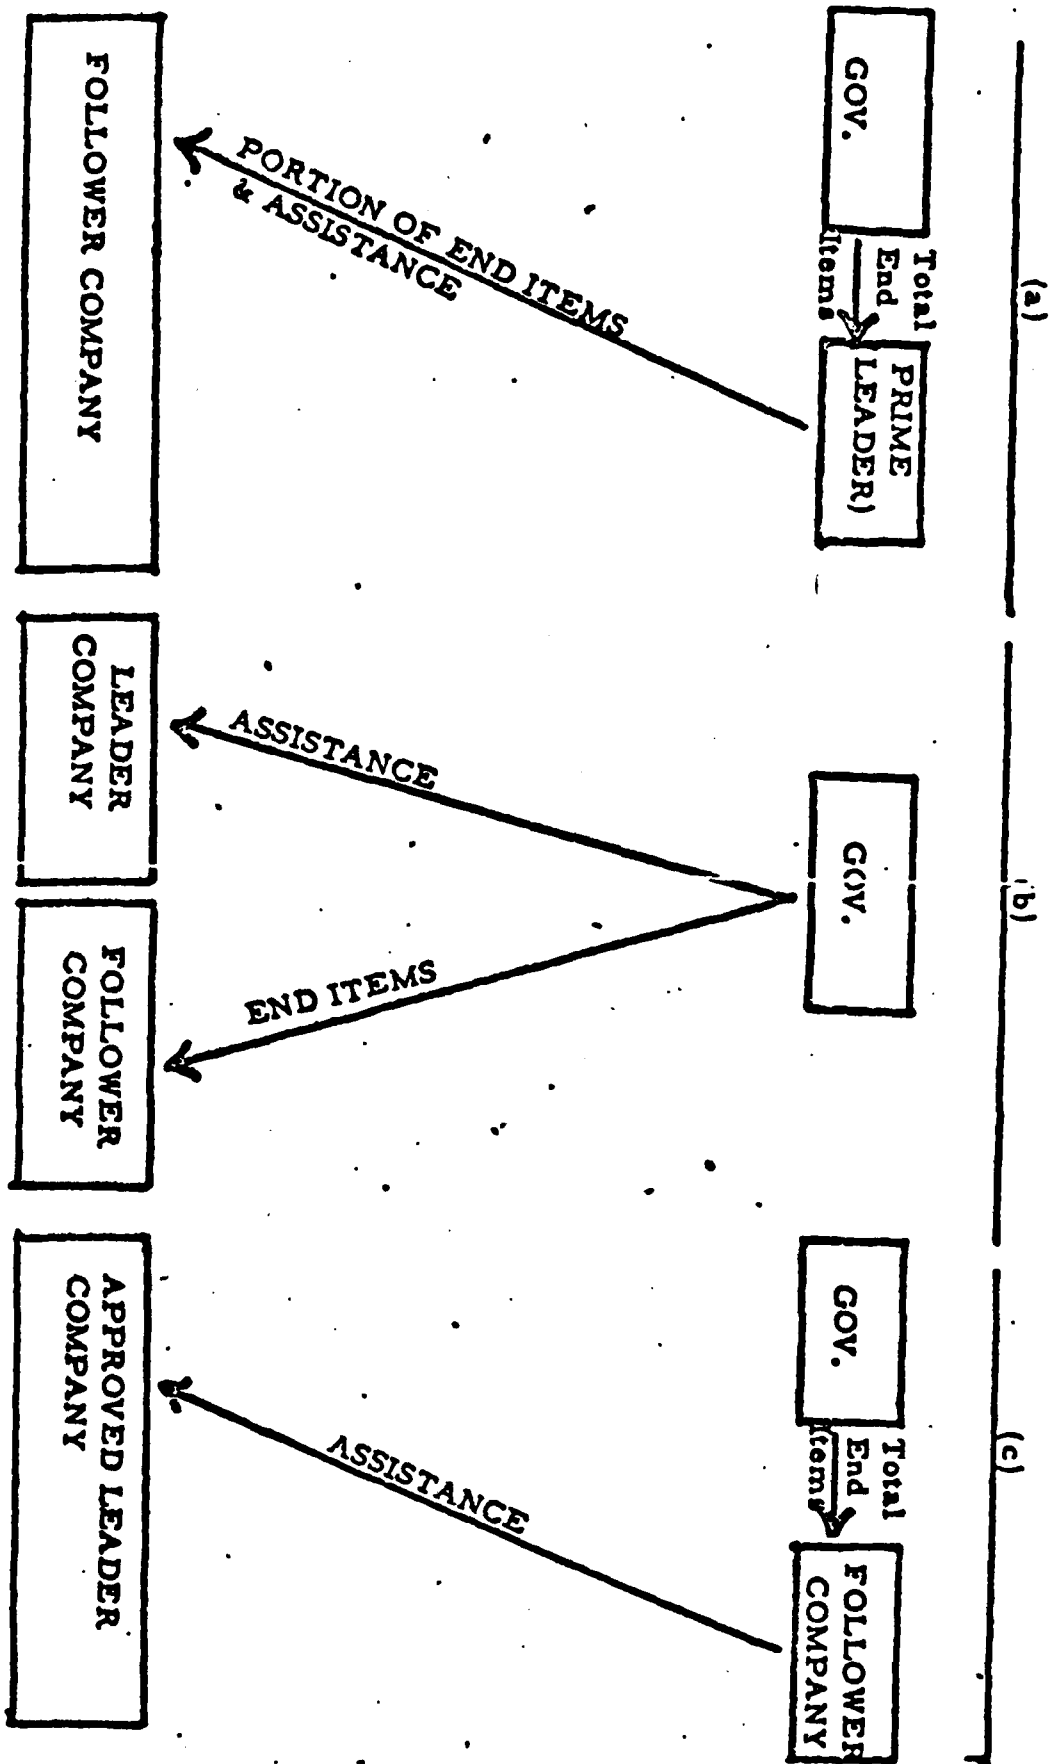 (a)
GOV.
Total
End
Items
PRIME
LEADER)
PORTION OF END ITEMS
& ASSISTANCE
FOLLOWER COMPANY
(b)
GOV.
ASSISTANCE
END ITEMS
LEADER
COMPANY
FOLLOWER
COMPANY
(c)
GOV.
Total
End
Items
FOLLOWER
COMPANY
ASSISTANCE
APPROVED LEADER
COMPANY